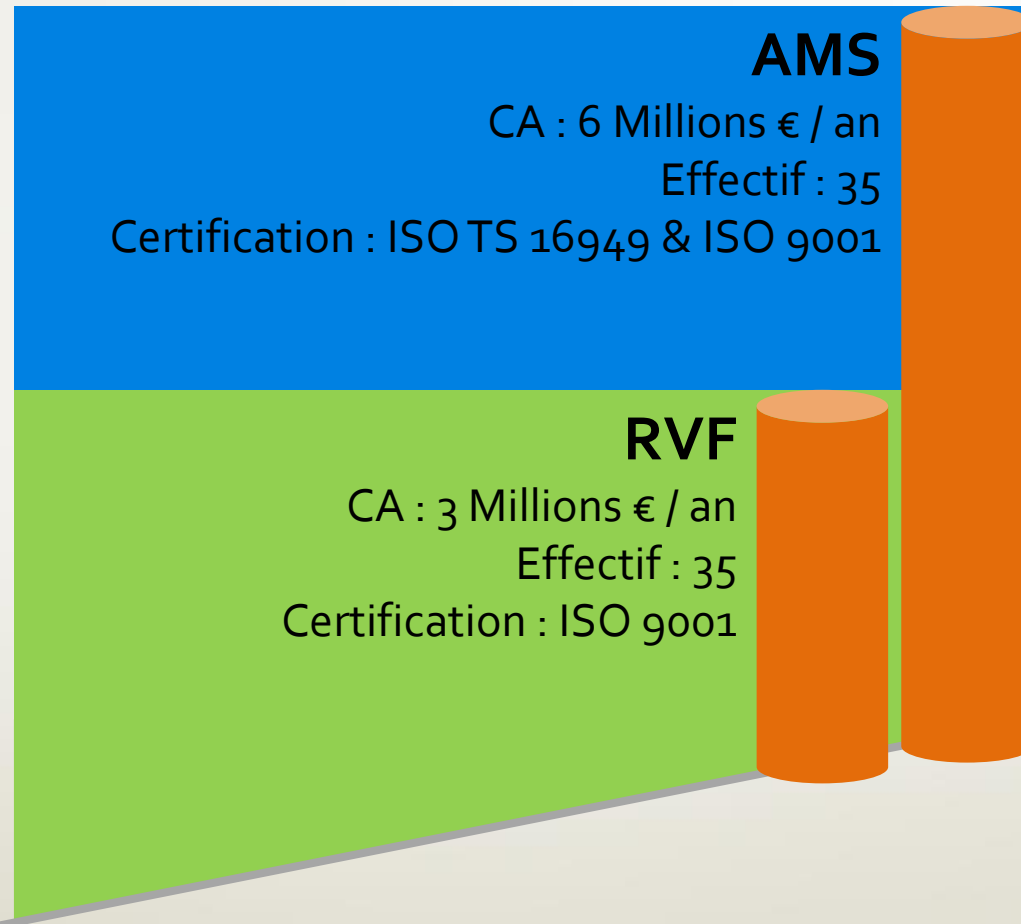 AMS
CA : 6 Millions € / an
Effectif : 35
Certification : ISO TS 16949 & ISO 9001
RVF
CA : 3 Millions € / an
Effectif : 35
Certification : ISO 9001